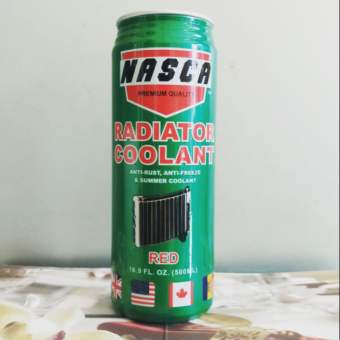 NASCA
PREMIUM QUALITY
RADIATOR
COOLANT
ANTI-RUST, ANTI-FREEZE
& SUMMER COOLANT
RED
16.9 FL. OZ. (500ML)